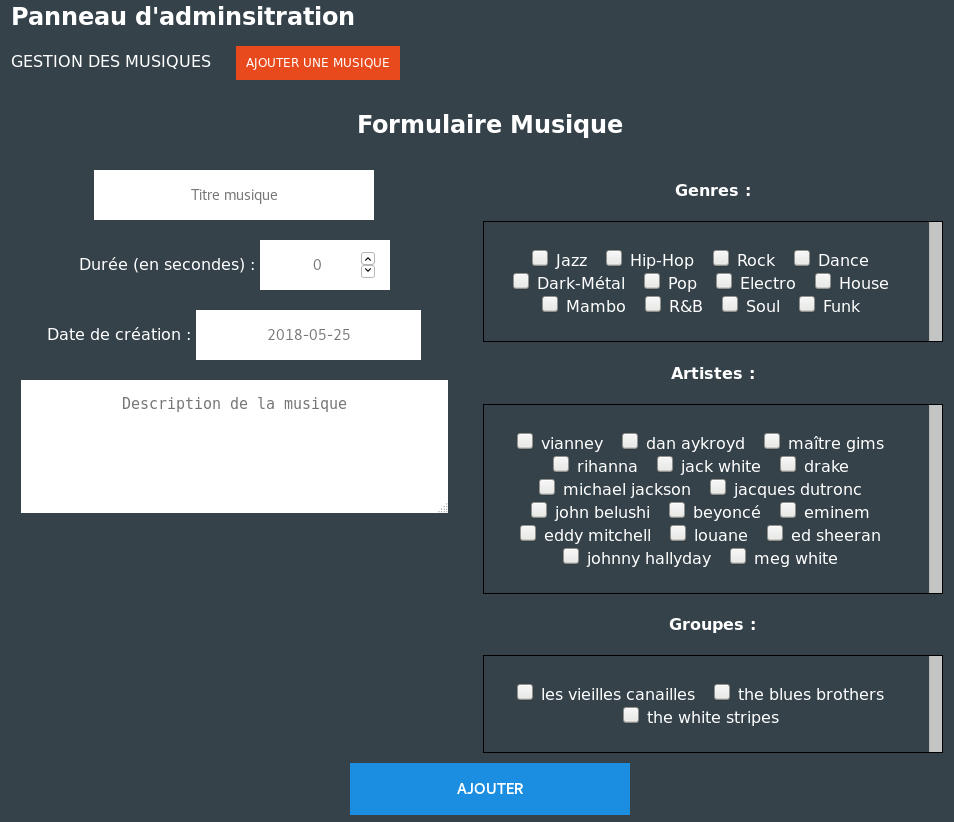 Panneau d'adminsitration
GESTION DES MUSIQUES AJOUTER UNE MUSIQUE
Formulaire Musique
Titre musique
Durée (en secondes) : 0
Date de création : 2018-05-25
Description de la musique
Genres :
Jazz Hip-Hop Rock Dance
Dark-Métal Pop Electro House
Mambo R&B Soul Funk
Artistes :
vianney dan aykroyd maître gims
rihanna jack white drake
michael jackson jacques dutronc
john belushi beyoncé eminem
eddy mitchell louane ed sheeran
johnny hallyday meg white
Groupes :
les vieilles canailles the blues brothers
the white stripes
AJOUTER